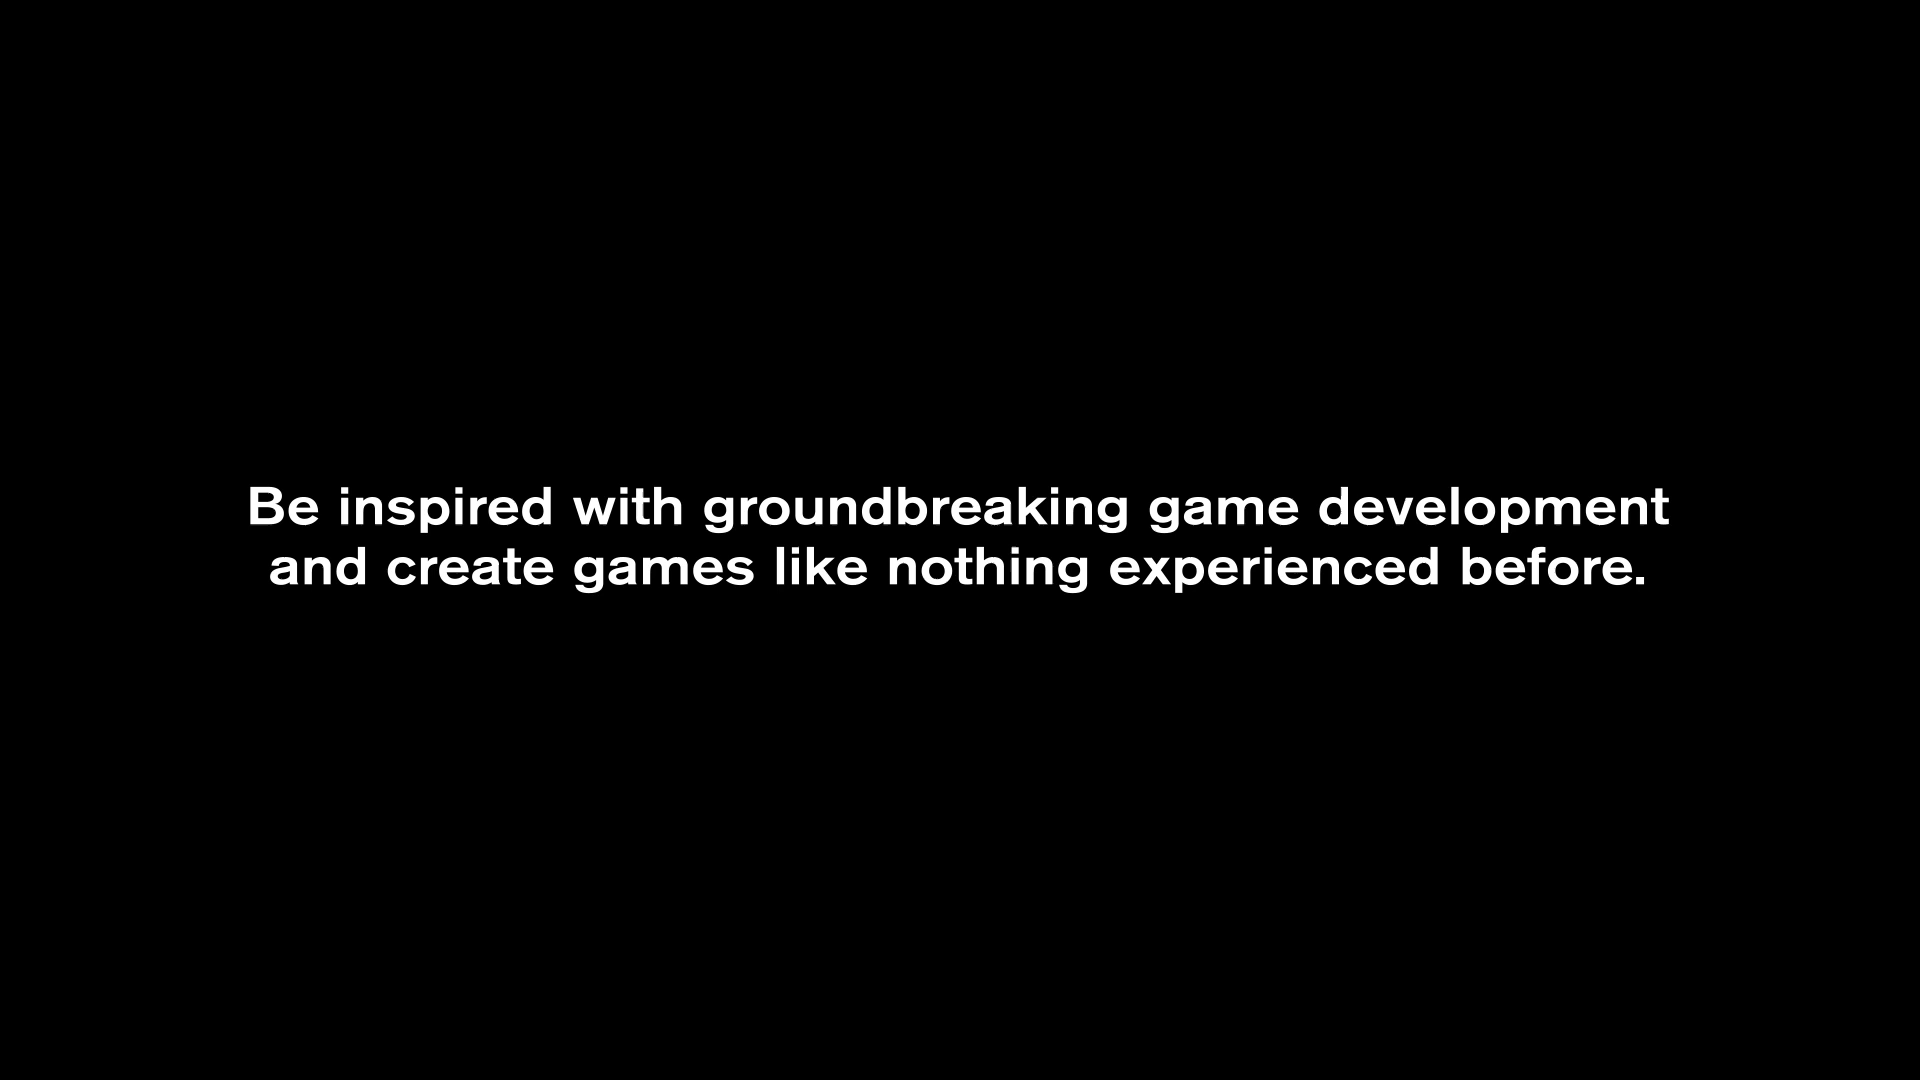 Be inspired with groundbreaking game development
and create games like nothing experienced before.